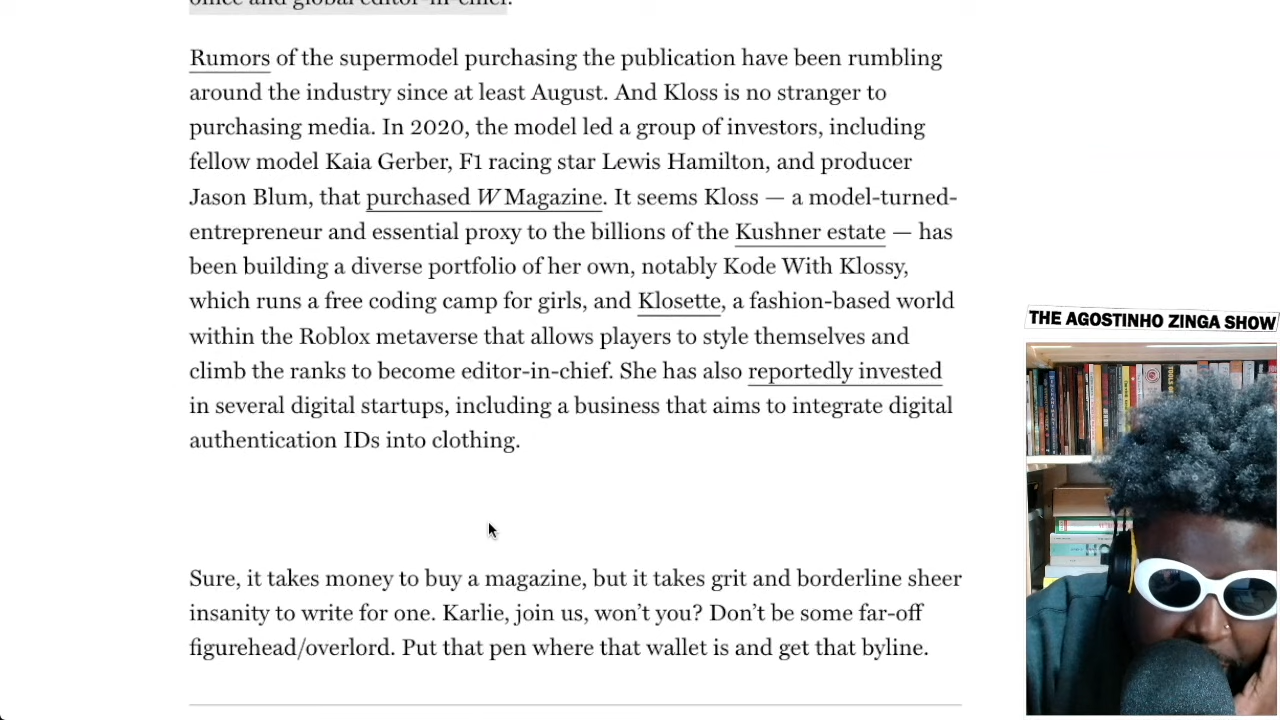 office and global editor-in-chief.
Rumors of the supermodel purchasing the publication have been rumbling
around the industry since at least August. And Kloss is no stranger to
purchasing media. In 2020, the model led a group of investors, including
fellow model Kaia Gerber, F1 racing star Lewis Hamilton, and producer
Jason Blum, that purchased W Magazine. It seems Kloss — a model-turned-
entrepreneur and essential proxy to the billions of the Kushner estate — has
been building a diverse portfolio of her own, notably Kode With Klossy,
which runs a free coding camp for girls, and Klosette, a fashion-based world
within the Roblox metaverse that allows players to style themselves and
climb the ranks to become editor-in-chief. She has also reportedly invested
in several digital startups, including a business that aims to integrate digital
authentication IDs into clothing.
THE AGOSTINHO ZINGA SHOW
Sure, it takes money to buy a magazine, but it takes grit and borderline sheer
insanity to write for one. Karlie, join us, won’t you? Don’t be some far-off
figurehead/overlord. Put that pen where that wallet is and get that byline.